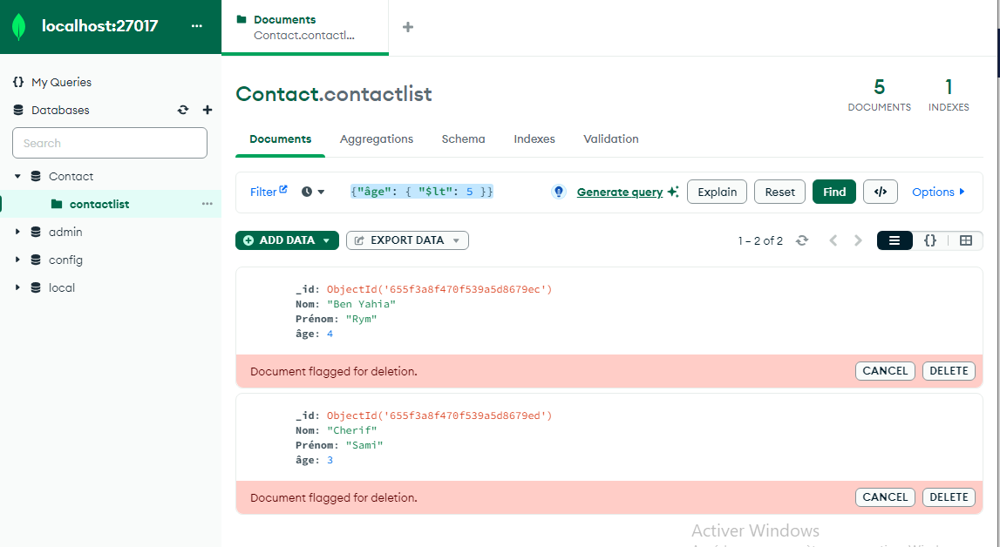 localhost:27017
...
Documents
Contact.contactl...
+
{} My Queries
Databases
+
Search
Contact
contactlist
...
admin
config
local
Contact.contactlist
5
DOCUMENTS
1
INDEXES
Documents
Aggregations
Schema
Indexes
Validation
Filter
{"âge": { "$lt": 5 }}
Generate query
Explain
Reset
Find
</>
Options
ADD DATA
EXPORT DATA
1 – 2 of 2
{}
_id: ObjectId('655f3a8f470f539a5d8679ec')
Nom: "Ben Yahia"
Prénom: "Rym"
âge: 4
Document flagged for deletion.
CANCEL
DELETE
_id: ObjectId('655f3a8f470f539a5d8679ed')
Nom: "Cherif"
Prénom: "Sami"
âge: 3
Document flagged for deletion.
CANCEL
DELETE
Activer Windows